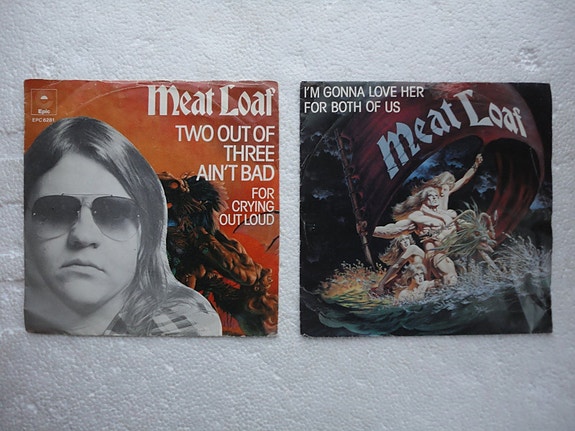 Epic
EPC 6281
Meat Loaf
TWO OUT OF
THREE
AIN'T BAD
FOR
CRYING
OUT LOUD
I'M GONNA LOVE HER
FOR BOTH OF US
Meat Loaf